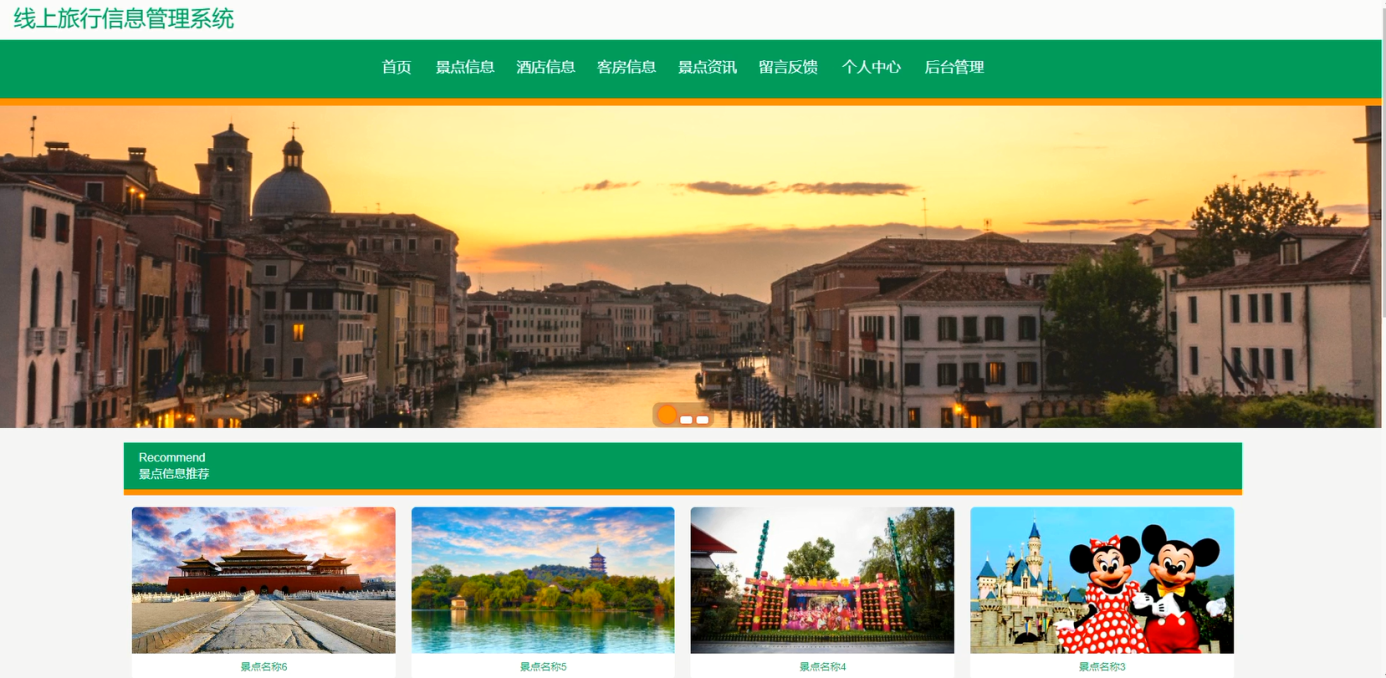 线上旅行信息管理系统
首页 景点信息 酒店信息 客房信息 景点资讯 留言反馈 个人中心 后台管理
Recommend
景点信息推荐
景点名称6 景点名称5 景点名称4 景点名称3